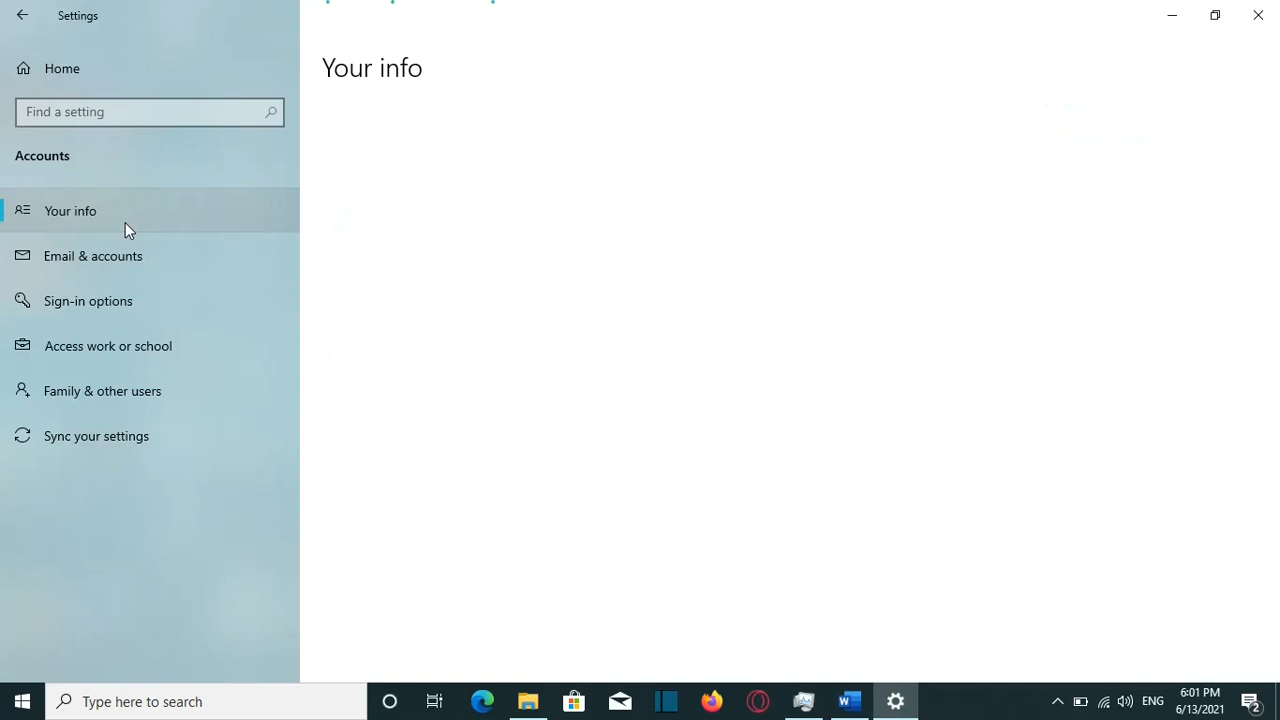 Settings
Home
Find a setting
Accounts
Your info
Email & accounts
Sign-in options
Access work or school
Family & other users
Sync your settings
Your info
Type here to search
ENG
6:01 PM
6/13/2021
2